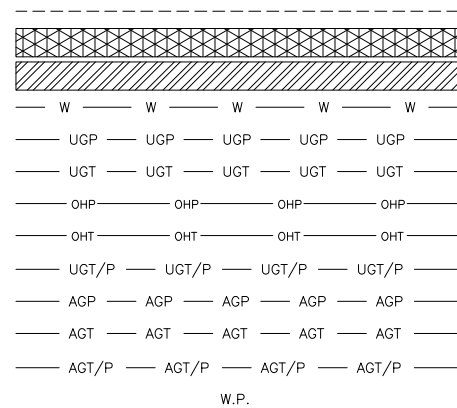 W W W W W
UGP UGP UGP UGP UGP
UGT UGT UGT UGT UGT
OHP OHP OHP OHP
OHT OHT OHT OHT
UGT/P UGT/P UGT/P UGT/P
AGP AGP AGP AGP AGP
AGT AGT AGT AGT AGT
AGT/P AGT/P AGT/P AGT/P
W.P.